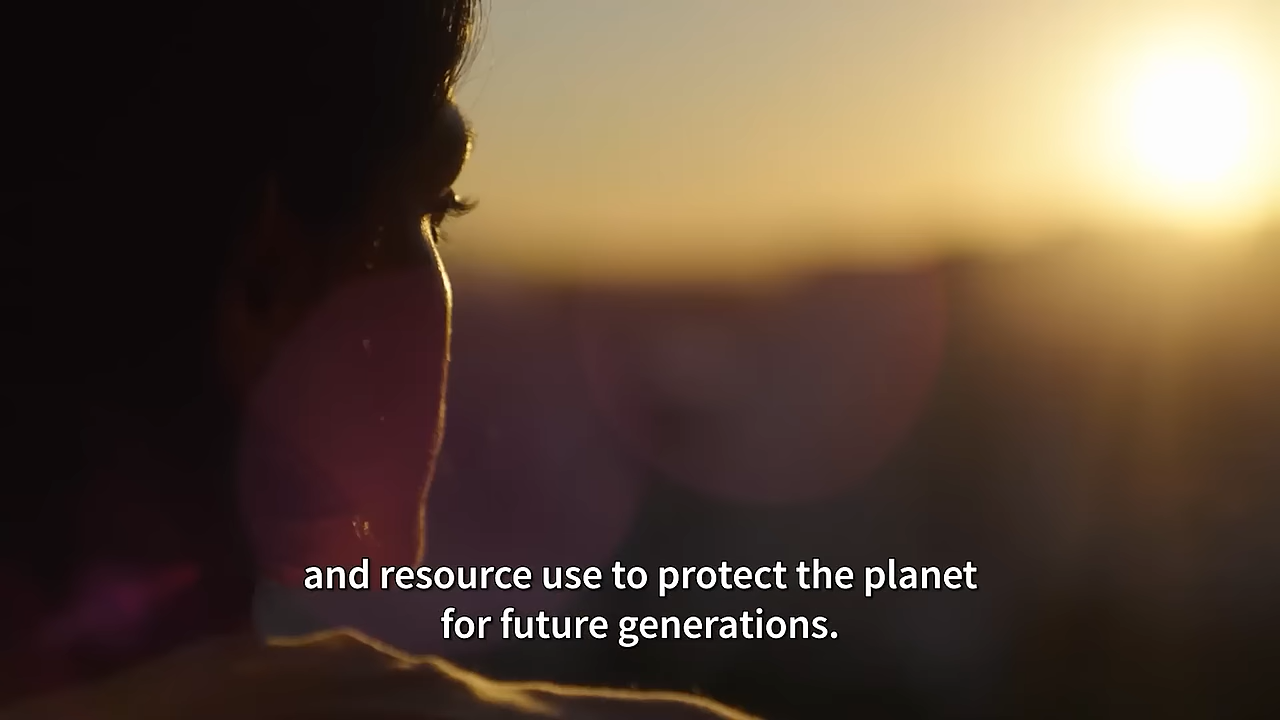 and resource use to protect the planet
for future generations.